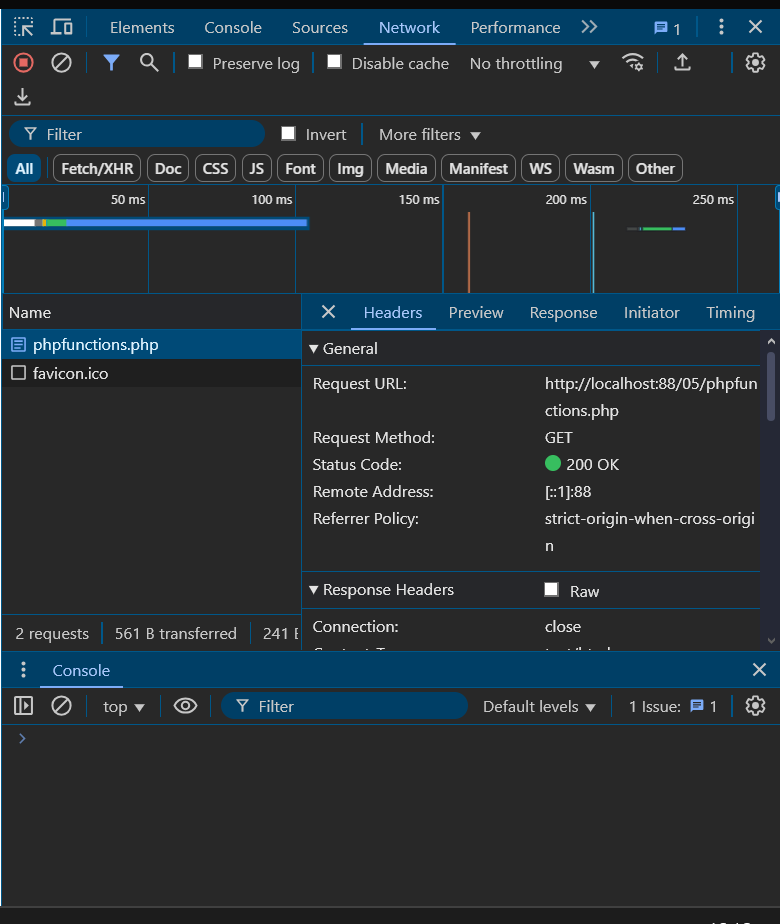 Elements Console Sources Network Performance 1
Preserve log Disable cache No throttling
Filter Invert More filters
All Fetch/XHR Doc CSS JS Font Img Media Manifest WS Wasm Other
50 ms 100 ms 150 ms 200 ms 250 ms
Name Headers Preview Response Initiator Timing
phpfunctions.php
favicon.ico
General
Request URL: http://localhost:88/05/phpfun
ctions.php
Request Method: GET
Status Code: 200 OK
Remote Address: [::1]:88
Referrer Policy: strict-origin-when-cross-origi
n
Response Headers Raw
Connection: close
2 requests 561 B transferred 241
Console
top Filter Default levels 1 Issue: 1